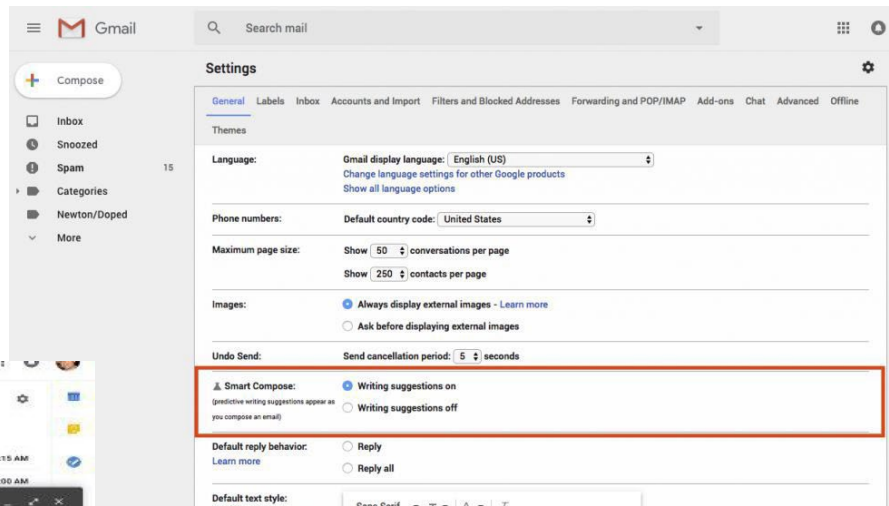 Gmail
Search mail
Compose
Inbox
Snoozed
Spam 15
Categories
Newton/Doped
More
Settings
General Labels Inbox Accounts and Import Filters and Blocked Addresses Forwarding and POP/IMAP Add-ons Chat Advanced Offline
Themes
Language: Gmail display language: English (US)
Change language settings for other Google products
Show all language options
Phone numbers: Default country code: United States
Maximum page size: Show 50 conversations per page
Show 250 contacts per page
Images: Always display external images - Learn more
Ask before displaying external images
Undo Send: Send cancellation period: 5 seconds
Smart Compose: Writing suggestions on
(predictive writing suggestions appear as
you compose an email)
Writing suggestions off
Default reply behavior: Reply
Learn more
Reply all
Default text style: Sans Serif
:15 AM
:00 AM